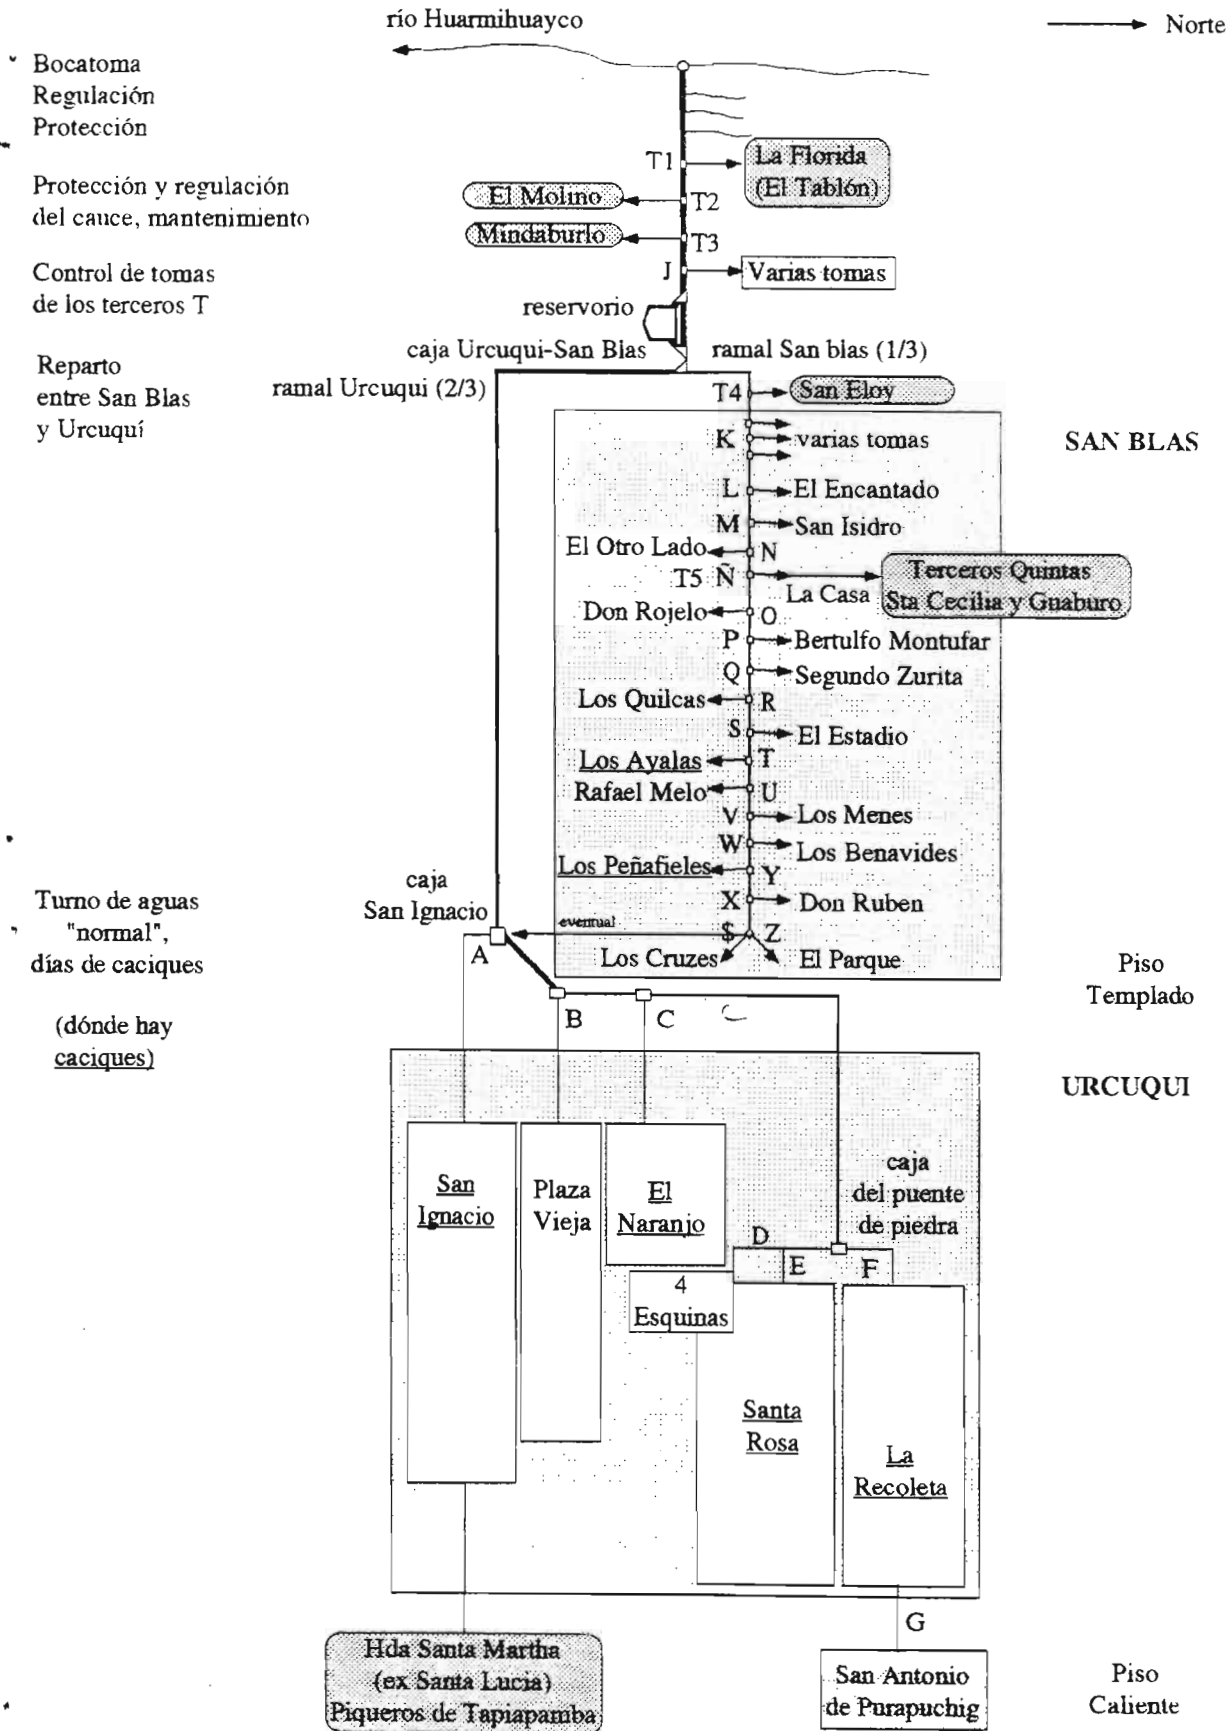 río Huarmihuayco
Norte
Bocatoma
Regulación
Protección
T1
La Florida
(El Tablón)
Protección y regulación
del cauce, mantenimiento
El Molino
T2
Mindaburlo
T3
Control de tomas
de los terceros T
J
Varias tomas
reservorio
caja Urcuqui-San Blas
ramal San blas (1/3)
Reparto
entre San Blas
y Urcuquí
ramal Urcuqui (2/3)
T4
San Eloy
K
varias tomas
SAN BLAS
L
El Encantado
M
San Isidro
El Otro Lado
N
T5 Ñ
La Casa
Terceros Quintas
Sta Cecilia y Guaburo
Don Rojelo
O
P
Bertulfo Montufar
Q
Segundo Zurita
Los Quilcas
R
S
El Estadio
Los Ayalas
T
Rafael Melo
U
V
Los Menes
W
Los Benavides
Los Peñafieles
Y
X
Don Ruben
caja
San Ignacio
eventual
$
Z
Los Cruzes
El Parque
Turno de aguas
"normal",
días de caciques
(dónde hay
caciques)
A
B
C
Piso
Templado
URCUQUI
San
Ignacio
Plaza
Vieja
El
Naranjo
caja
del puente
de piedra
D
E
F
4
Esquinas
Santa
Rosa
La
Recoleta
G
Hda Santa Martha
(ex Santa Lucia)
Piqueros de Tapiapamba
San Antonio
de Purapuchig
Piso
Caliente